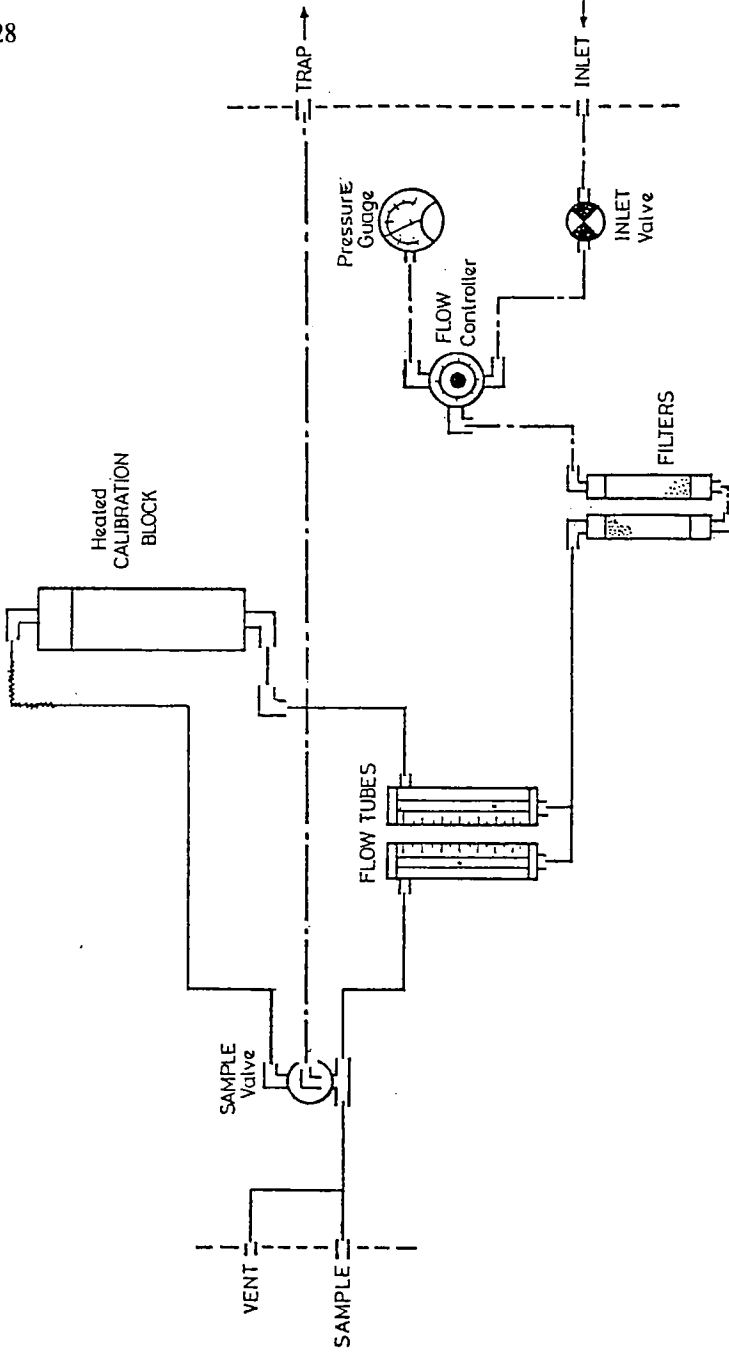 28
TRAP
INLET
Pressure
Guage
FLOW
Controller
INLET
Valve
FILTERS
Heated
CALIBRATION
BLOCK
FLOW TUBES
SAMPLE
Valve
VENT
SAMPLE